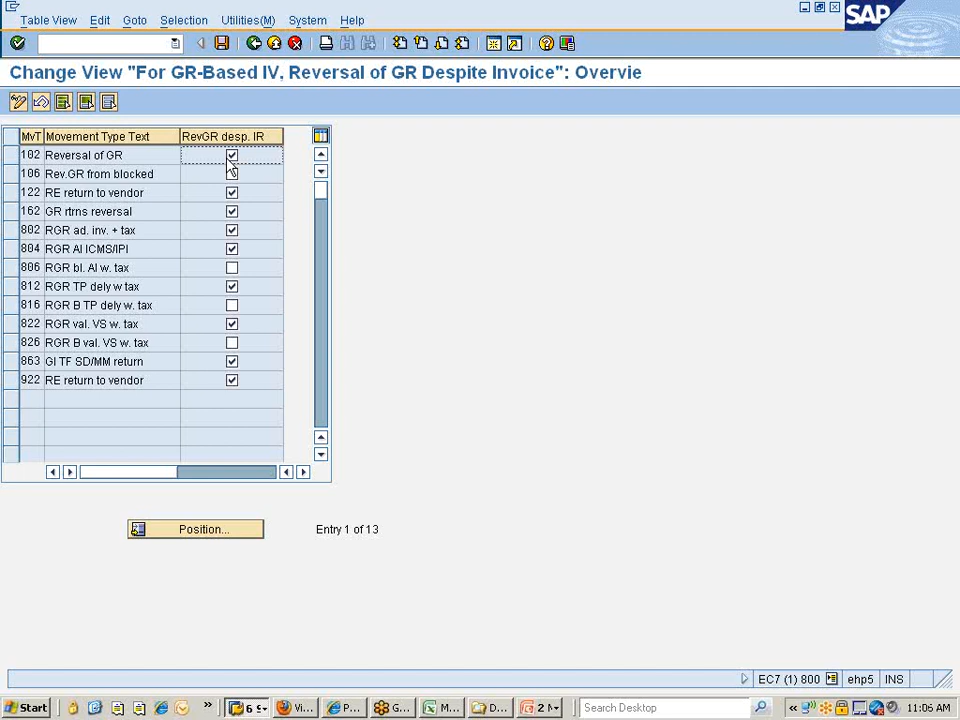 Table View Edit Goto Selection Utilities(M) System Help
SAP
Change View "For GR-Based IV, Reversal of GR Despite Invoice": Overvie
MvT Movement Type Text RevGR desp. IR
102 Reversal of GR
106 Rev.GR from blocked
122 RE return to vendor
162 GR rtrns reversal
802 RGR ad. inv. + tax
804 RGR AI ICMS/IPI
806 RGR bl. AI w. tax
812 RGR TP dely w tax
816 RGR B TP dely w. tax
822 RGR val. VS w. tax
826 RGR B val. VS w. tax
863 GI TF SD/MM return
922 RE return to vendor
Position... Entry 1 of 13
EC7 (1) 800 ehp5 INS
Start » 6 S Vi... P... G... M... D... 2 M Search Desktop « 11:06 AM